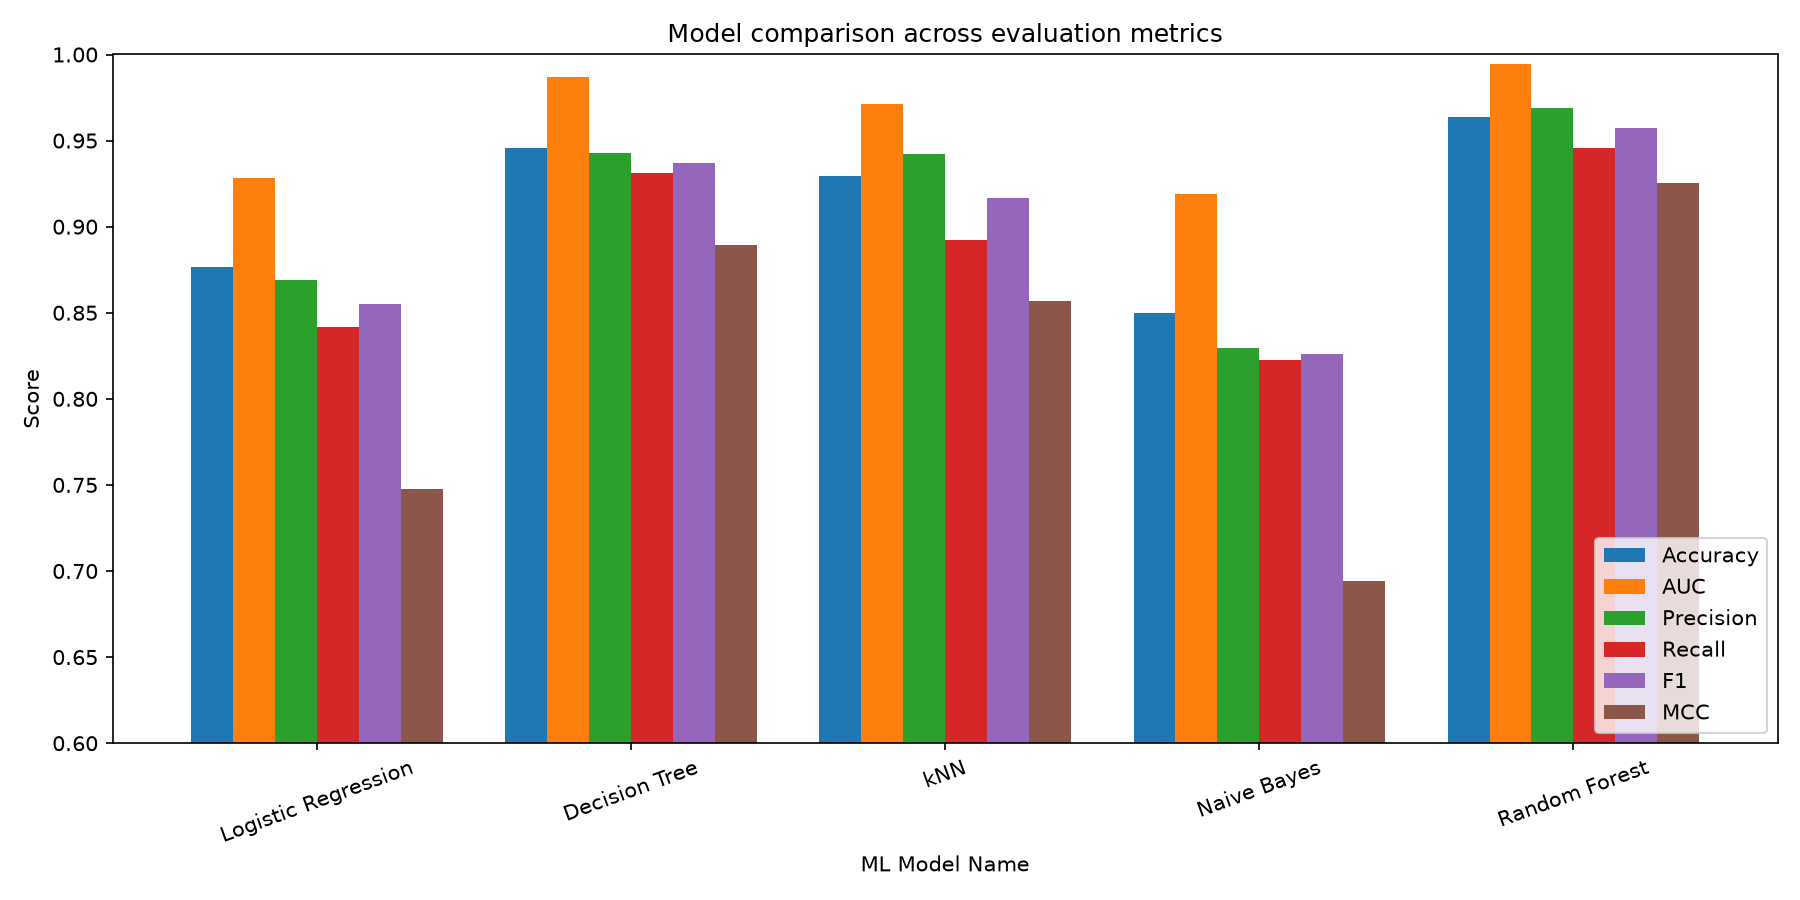 Model comparison across evaluation metrics
1.00
0.95
0.90
0.85
0.80
0.75
0.70
0.65
0.60
Score
Logistic Regression
Decision Tree
kNN
Naive Bayes
Random Forest
ML Model Name
Accuracy
AUC
Precision
Recall
F1
MCC